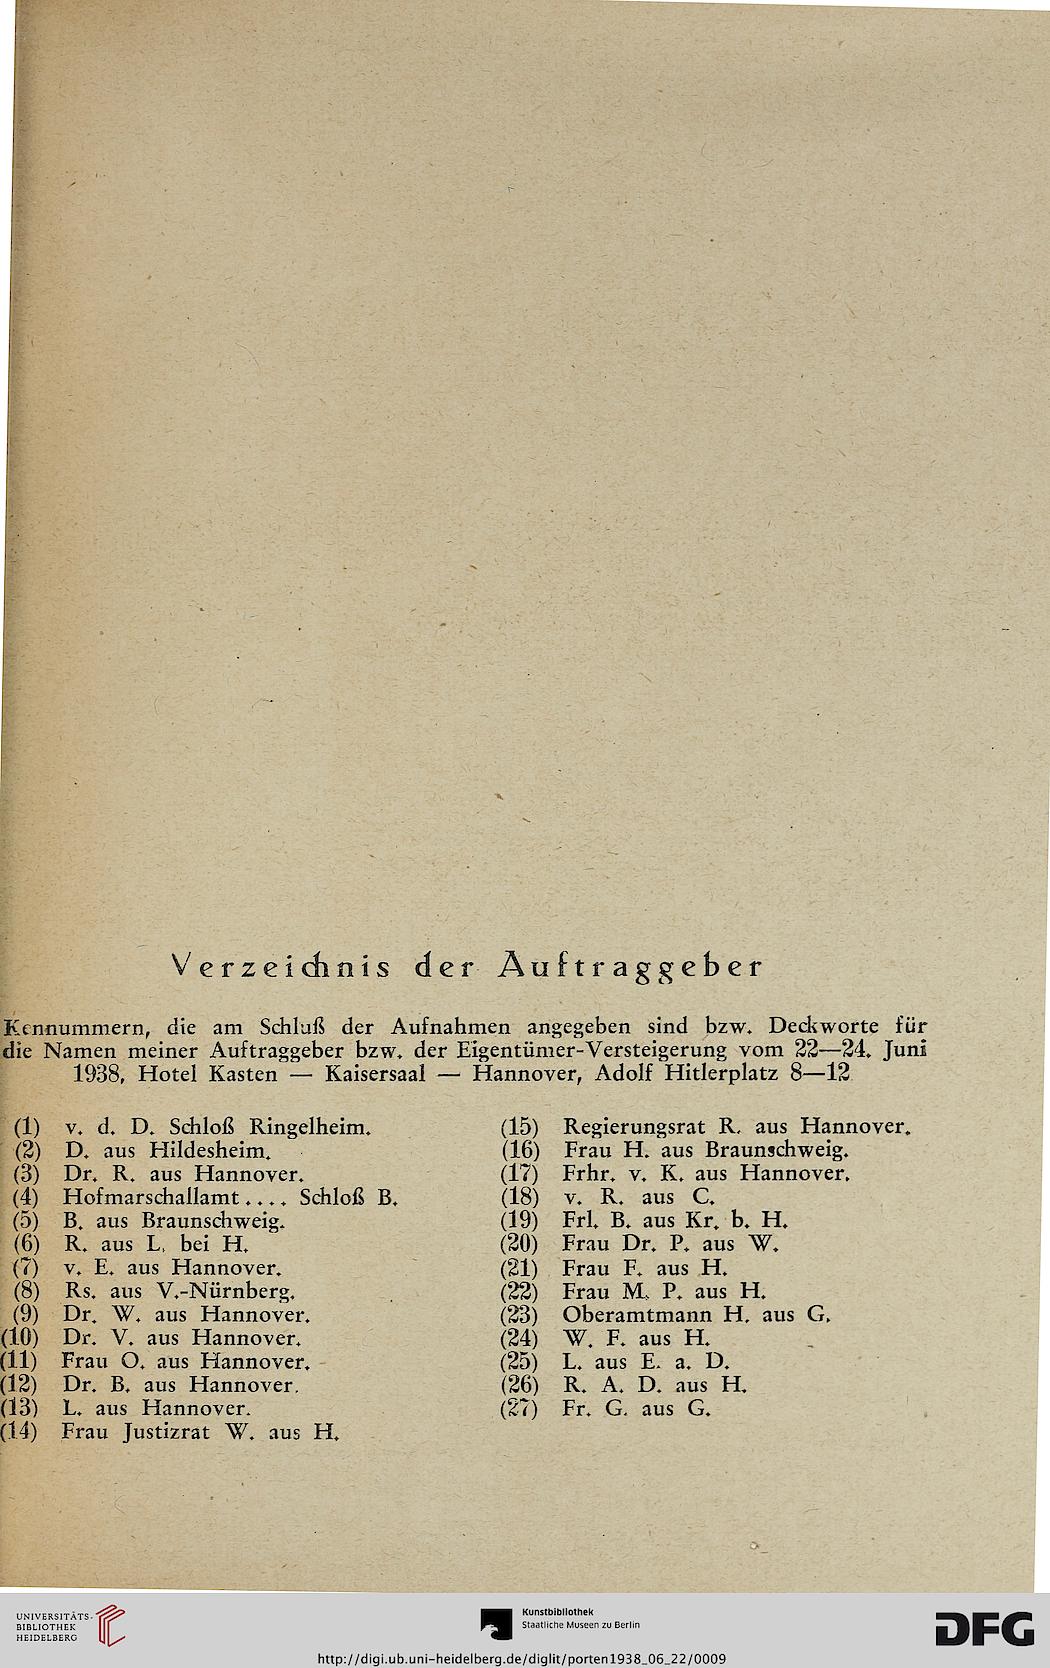 Verzeichnis der Auftraggeber
Kennummern, die am Schluß der Aufnahmen angegeben sind bzw. Deckworte für
die Namen meiner Auftraggeber bzw. der Eigentümer-Versteigerung vom 22—24. Juni
1938, Hotel Kasten — Kaisersaal — Hannover, Adolf Hitlerplatz 8—12
(1) v. d. D. Schloß Ringelheim.
(2) D. aus Hildesheim.
(3) Dr. R. aus Hannover.
(4) Hofmarschallamt.... Schloß B.
(5) B. aus Braunschweig.
(6) R. aus L. bei H.
(7) v. E. aus Hannover.
(8) Rs. aus V.-Nürnberg.
(9) Dr. W. aus Hannover.
(10) Dr. V. aus Hannover.
(11) Frau O. aus Hannover.
(12) Dr. B. aus Hannover.
(13) L. aus Hannover.
(14) Frau Justizrat W. aus H.
(15) Regierungsrat R. aus Hannover.
(16) Frau H. aus Braunschweig.
(17) Frhr. v. K. aus Hannover.
(18) v. R. aus C.
(19) Frl. B. aus Kr. b. H.
(20) Frau Dr. P. aus W.
(21) Frau F. aus H.
(22) Frau M. P. aus H.
(23) Oberamtmann H. aus G.
(24) W. F. aus H.
(25) L. aus E. a. D.
(26) R. A. D. aus H.
(27) Fr. G. aus G.
UNIVERSITÄTS-
BIBLIOTHEK
HEIDELBERG
Kunstbibliothek
Staatliche Museen zu Berlin
DFG
http://digi.ub.uni-heidelberg.de/diglit/porten1938_06_22/0009